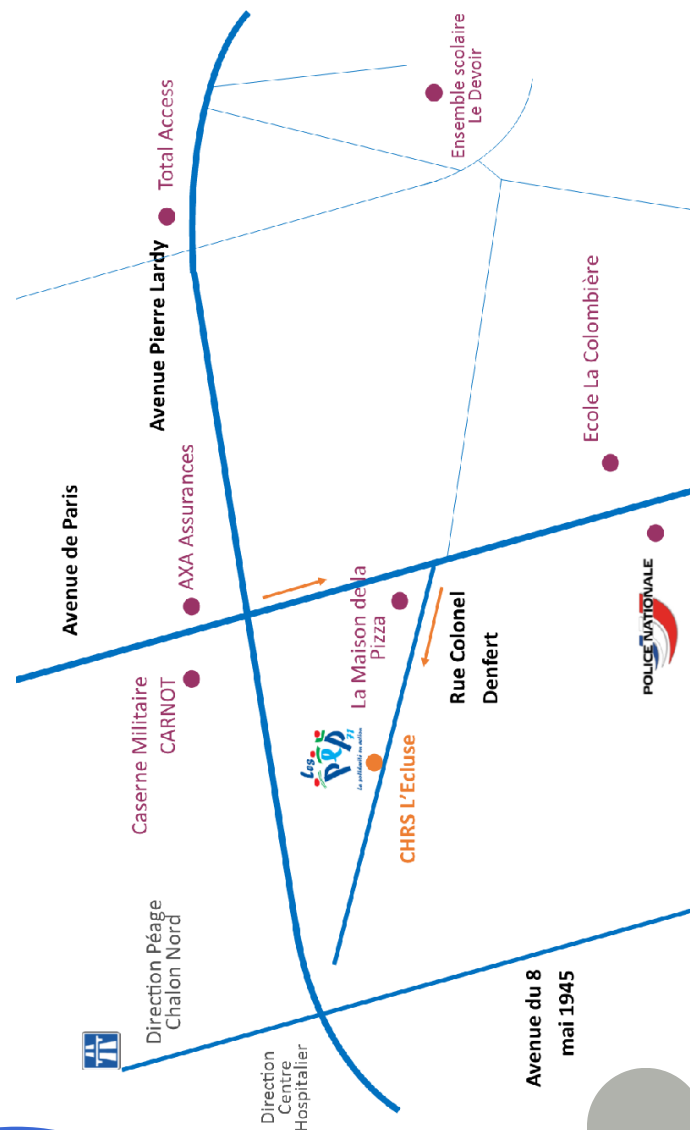 Avenue de Paris
Direction Péage
Chalon Nord
Caserne Militaire
CARNOT
AXA Assurances
Avenue Pierre Lardy
Total Access
Direction
Centre
Hospitalier
Les
PEP
71
La solidarité en action
La Maison de la
Pizza
CHRS L'Ecluse
Rue Colonel
Denfert
Ensemble scolaire
Le Devoir
Avenue du 8
mai 1945
Ecole La Colombière
POLICE NATIONALE